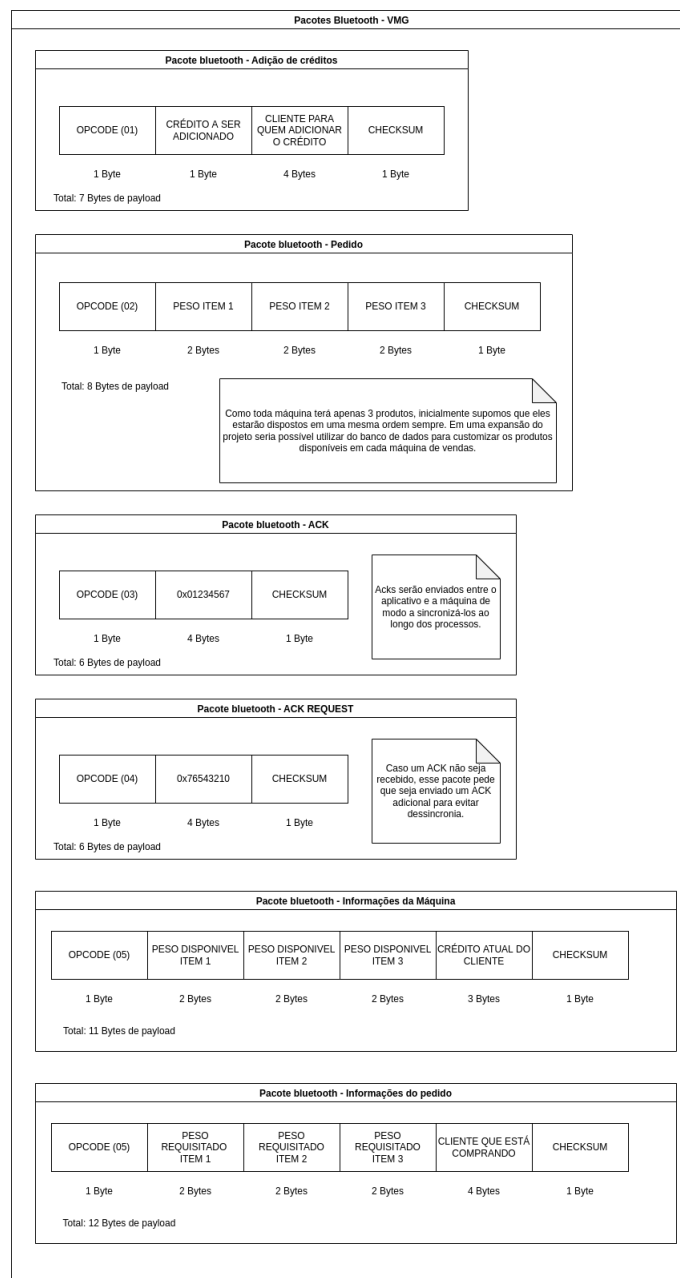 Pacotes Bluetooth - VMG
Pacote bluetooth - Adição de créditos
OPCODE (01)
CRÉDITO A SER
ADICIONADO
CLIENTE PARA
QUEM ADICIONAR
O CRÉDITO
CHECKSUM
1 Byte
1 Byte
4 Bytes
1 Byte
Total: 7 Bytes de payload
Pacote bluetooth - Pedido
OPCODE (02)
PESO ITEM 1
PESO ITEM 2
PESO ITEM 3
CHECKSUM
1 Byte
2 Bytes
2 Bytes
2 Bytes
1 Byte
Total: 8 Bytes de payload
Como toda máquina terá apenas 3 produtos, inicialmente supomos que eles
estarão dispostos em uma mesma ordem sempre. Em uma expansão do
projeto seria possível utilizar do banco de dados para customizar os produtos
disponíveis em cada máquina de vendas.
Pacote bluetooth - ACK
OPCODE (03)
0x01234567
CHECKSUM
1 Byte
4 Bytes
1 Byte
Total: 6 Bytes de payload
Acks serão enviados entre o
aplicativo e a máquina de
modo a sincronizá-los ao
longo dos processos.
Pacote bluetooth - ACK REQUEST
OPCODE (04)
0x76543210
CHECKSUM
1 Byte
4 Bytes
1 Byte
Total: 6 Bytes de payload
Caso um ACK não seja
recebido, esse pacote pede
que seja enviado um ACK
adicional para evitar
dessincronia.
Pacote bluetooth - Informações da Máquina
OPCODE (05)
PESO DISPONIVEL
ITEM 1
PESO DISPONIVEL
ITEM 2
PESO DISPONIVEL
ITEM 3
CRÉDITO ATUAL DO
CLIENTE
CHECKSUM
1 Byte
2 Bytes
2 Bytes
2 Bytes
3 Bytes
1 Byte
Total: 11 Bytes de payload
Pacote bluetooth - Informações do pedido
OPCODE (05)
PESO
REQUISITADO
ITEM 1
PESO
REQUISITADO
ITEM 2
PESO
REQUISITADO
ITEM 3
CLIENTE QUE ESTÁ
COMPRANDO
CHECKSUM
1 Byte
2 Bytes
2 Bytes
2 Bytes
4 Bytes
1 Byte
Total: 12 Bytes de payload